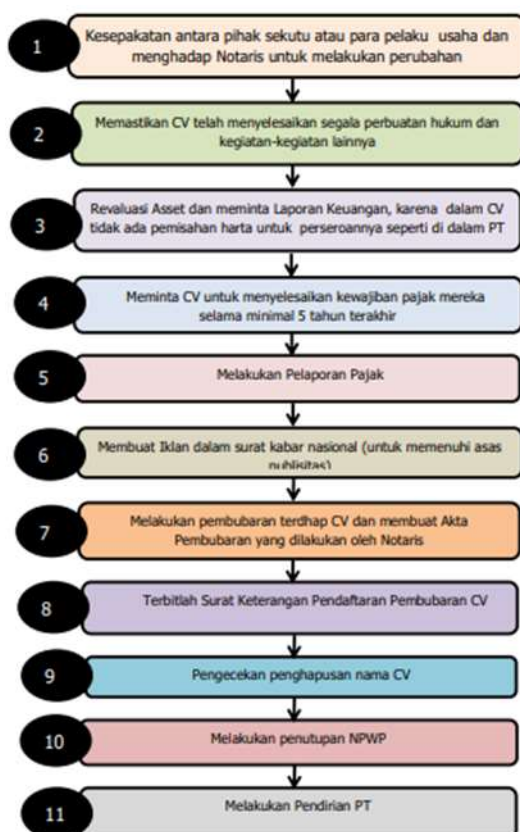 1
Kesepakatan antara pihak sekutu atau para pelaku usaha dan
menghadap Notaris untuk melakukan perubahan
2
Memastikan CV telah menyelesaikan segala perbuatan hukum dan
kegiatan-kegiatan lainnya
3
Revaluasi Asset dan meminta Laporan Keuangan, karena dalam CV
tidak ada pemisahan harta untuk perseroannya seperti di dalam PT
4
Meminta CV untuk menyelesaikan kewajiban pajak mereka
selama minimal 5 tahun terakhir
5
Melakukan Pelaporan Pajak
6
Membuat Iklan dalam surat kabar nasional (untuk memenuhi asas
publisitas)
7
Melakukan pembubaran terdhap CV dan membuat Akta
Pembubaran yang dilakukan oleh Notaris
8
Terbitlah Surat Keterangan Pendaftaran Pembubaran CV
9
Pengecekan penghapusan nama CV
10
Melakukan penutupan NPWP
11
Melakukan Pendirian PT